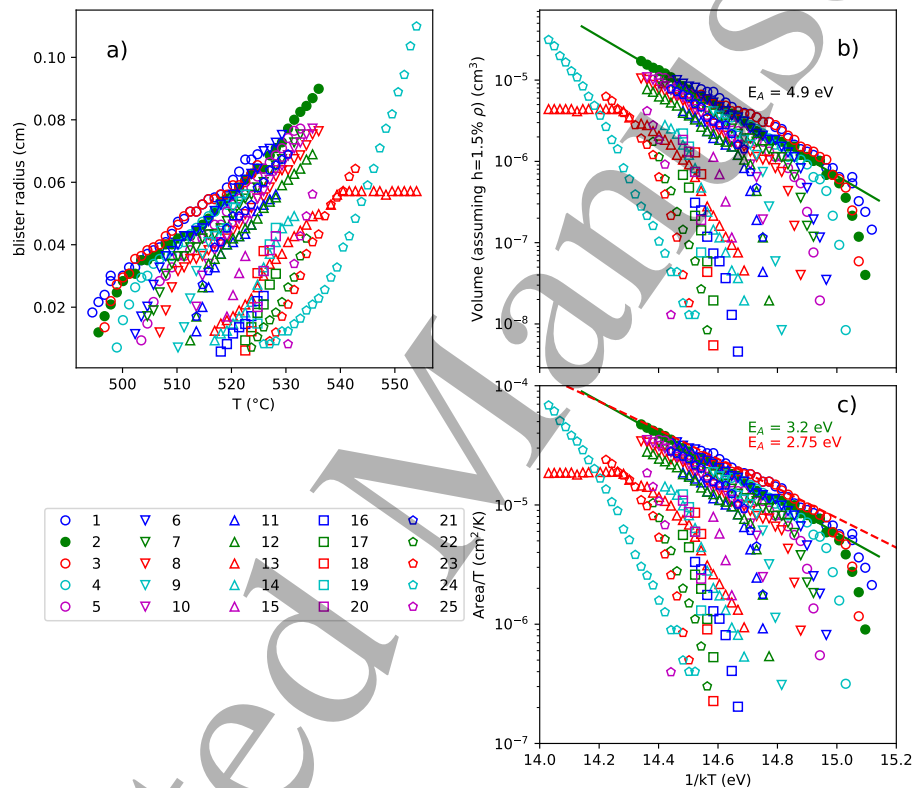 a)
0.10
0.08
0.06
0.04
0.02
blister radius (cm)
500 510 520 530 540 550
T (°C)
b)
E_A = 4.9 eV
10⁻⁵
10⁻⁶
10⁻⁷
10⁻⁸
Volume (assuming h=1.5% ρ) (cm³)
c)
E_A = 3.2 eV
E_A = 2.75 eV
10⁻⁴
10⁻⁵
10⁻⁶
10⁻⁷
Area/T (cm²/K)
14.0 14.2 14.4 14.6 14.8 15.0 15.2
1/kT (eV)
1 6 11 16 21
2 7 12 17 22
3 8 13 18 23
4 9 14 19 24
5 10 15 20 25
ted Manus